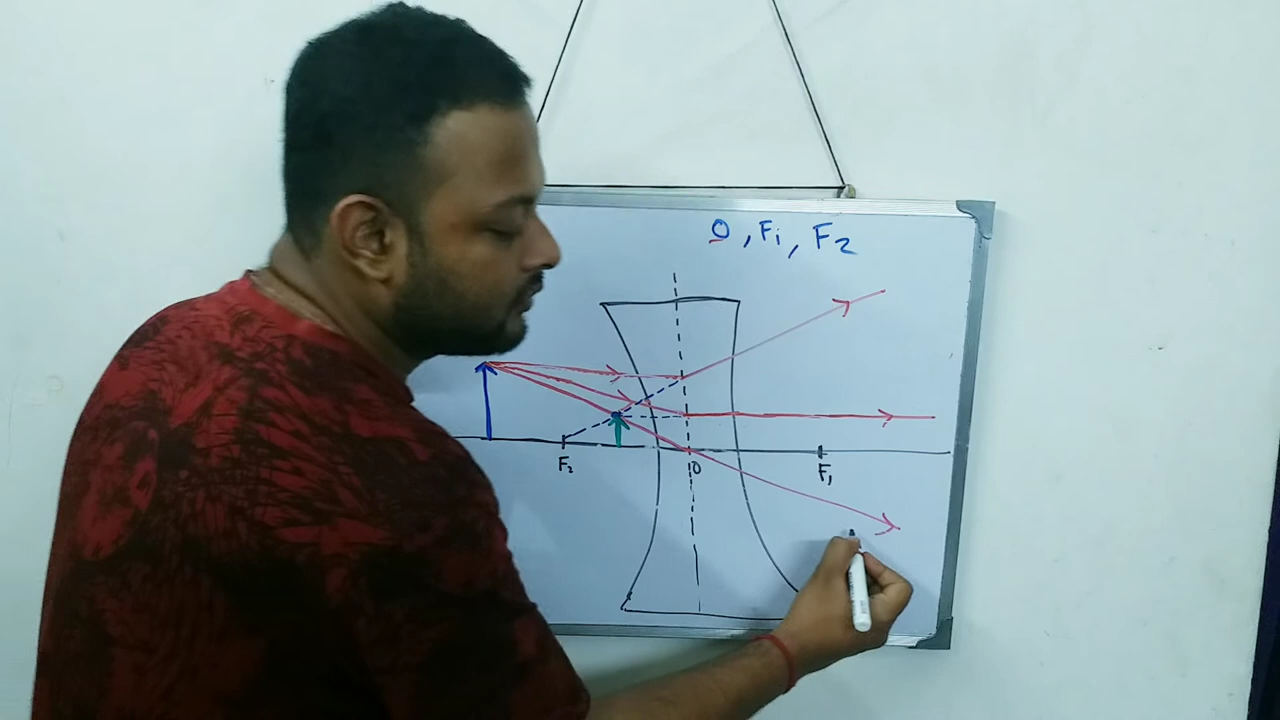 O, F₁, F₂
F₂ O F₁